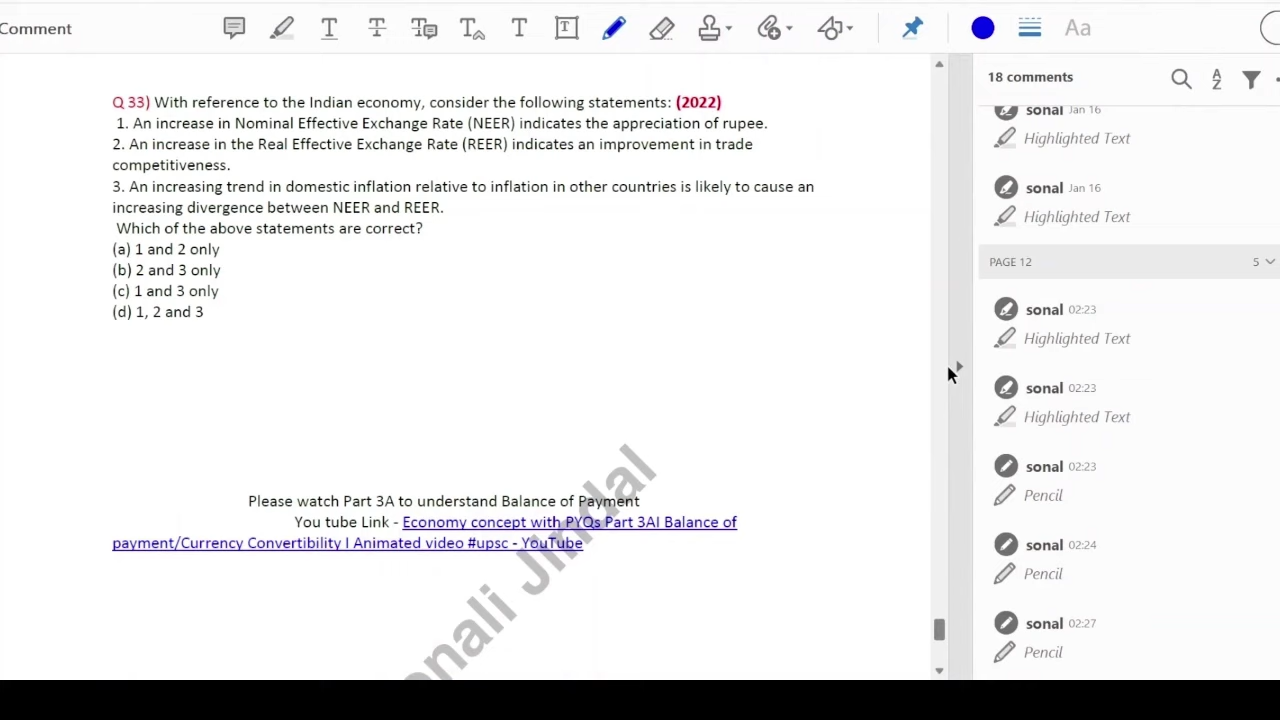 Comment
Aa
Q 33) With reference to the Indian economy, consider the following statements: (2022)
1. An increase in Nominal Effective Exchange Rate (NEER) indicates the appreciation of rupee.
2. An increase in the Real Effective Exchange Rate (REER) indicates an improvement in trade
competitiveness.
3. An increasing trend in domestic inflation relative to inflation in other countries is likely to cause an
increasing divergence between NEER and REER.
Which of the above statements are correct?
(a) 1 and 2 only
(b) 2 and 3 only
(c) 1 and 3 only
(d) 1, 2 and 3
Please watch Part 3A to understand Balance of Payment
You tube Link - Economy concept with PYQs Part 3AI Balance of
payment/Currency Convertibility I Animated video #upsc - YouTube
onali Jindal
18 comments
sonal Jan 16
Highlighted Text
sonal Jan 16
Highlighted Text
PAGE 12 5
sonal 02:23
Highlighted Text
sonal 02:23
Highlighted Text
sonal 02:23
Pencil
sonal 02:24
Pencil
sonal 02:27
Pencil